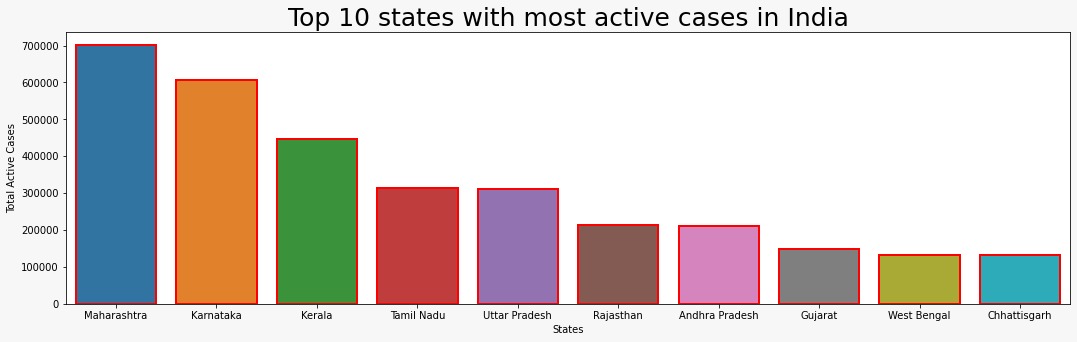 Top 10 states with most active cases in India
700000
600000
500000
400000
300000
200000
100000
0
Total Active Cases
Maharashtra Karnataka Kerala Tamil Nadu Uttar Pradesh Rajasthan Andhra Pradesh Gujarat West Bengal Chhattisgarh
States